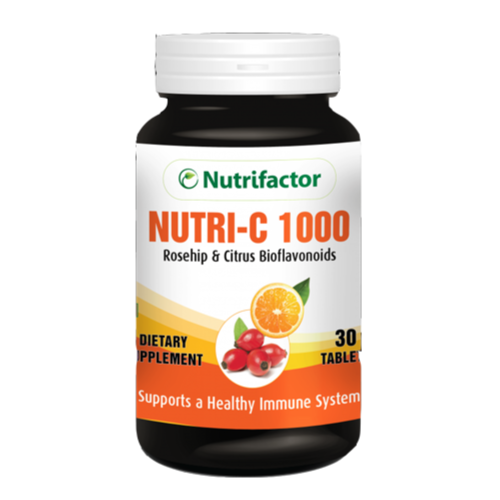 Nutrifactor
NUTRI-C 1000
Rosehip & Citrus Bioflavonoids
DIETARY
PPLEMENT
30
TABLE
Supports a Healthy Immune System